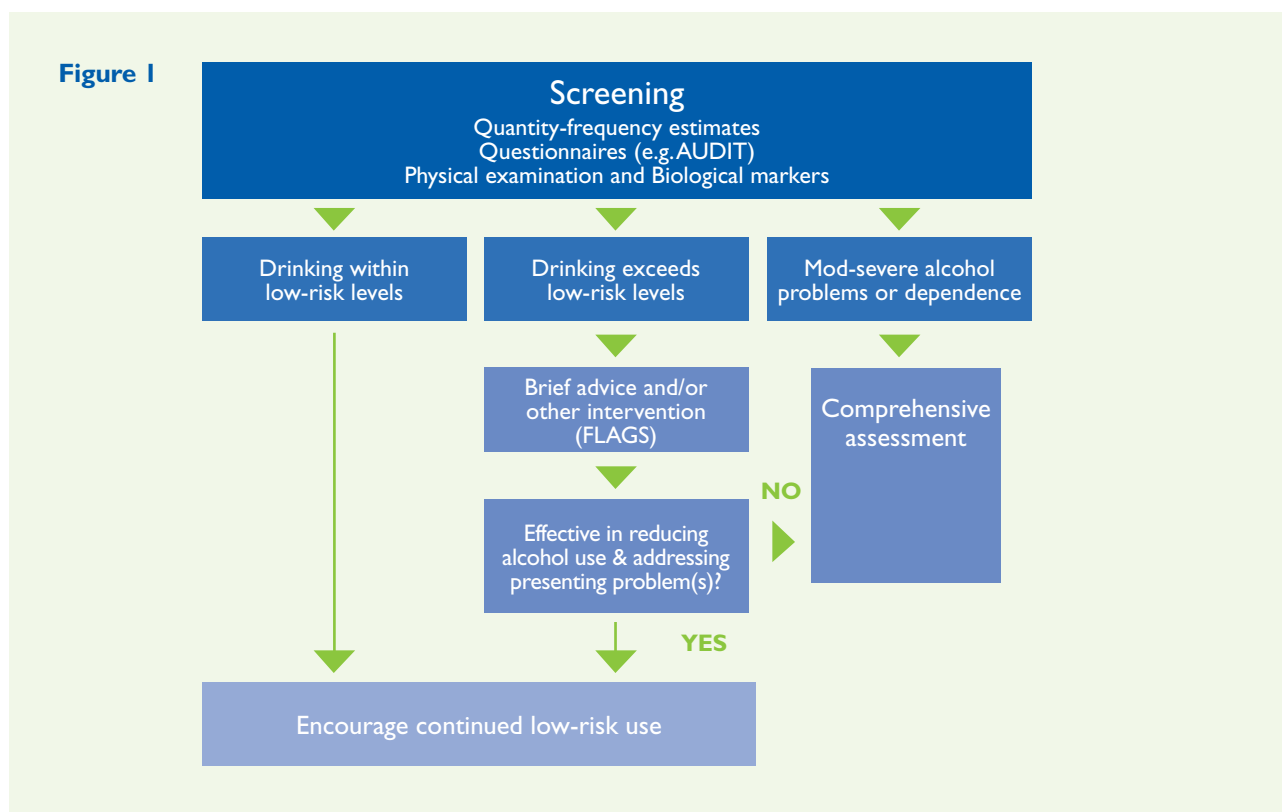 Figure 1
Screening
Quantity-frequency estimates
Questionnaires (e.g. AUDIT)
Physical examination and Biological markers
Drinking within
low-risk levels
Drinking exceeds
low-risk levels
Mod-severe alcohol
problems or dependence
Brief advice and/or
other intervention
(FLAGS)
Comprehensive
assessment
NO
Effective in reducing
alcohol use & addressing
presenting problem(s)?
YES
Encourage continued low-risk use